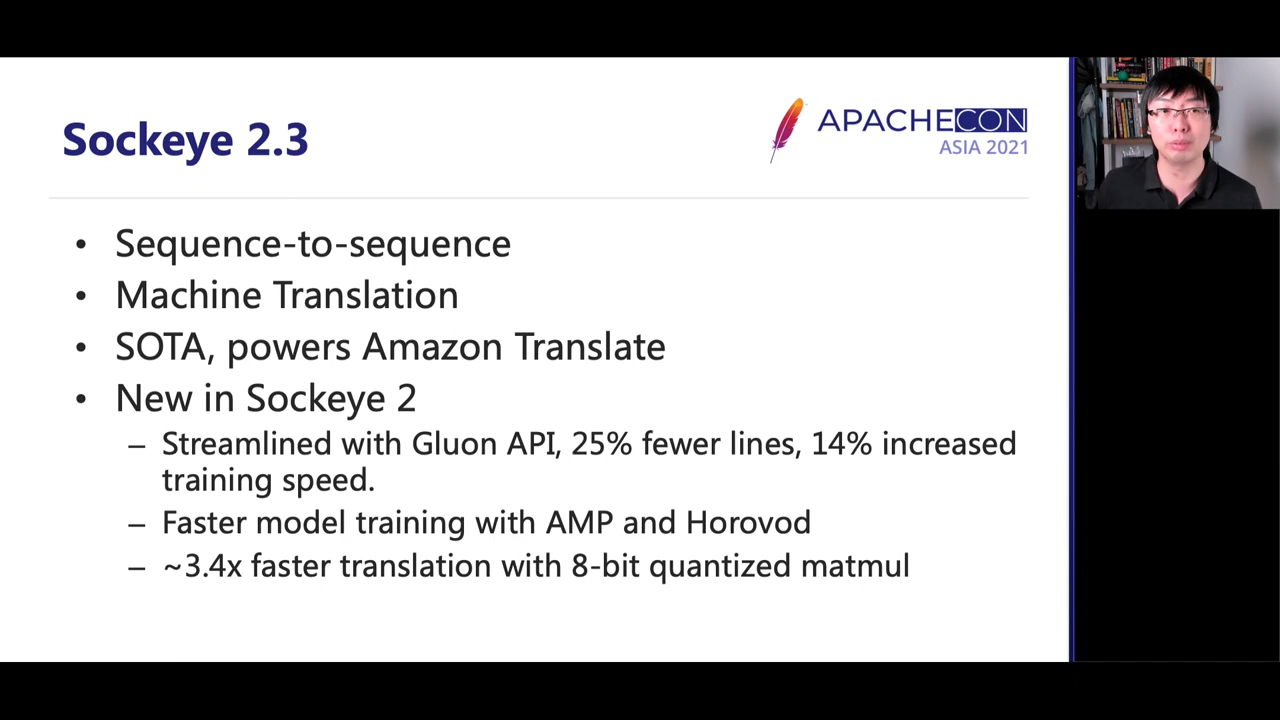 Sockeye 2.3
APACHECON
ASIA 2021
• Sequence-to-sequence
• Machine Translation
• SOTA, powers Amazon Translate
• New in Sockeye 2
– Streamlined with Gluon API, 25% fewer lines, 14% increased
training speed.
– Faster model training with AMP and Horovod
– ~3.4x faster translation with 8-bit quantized matmul